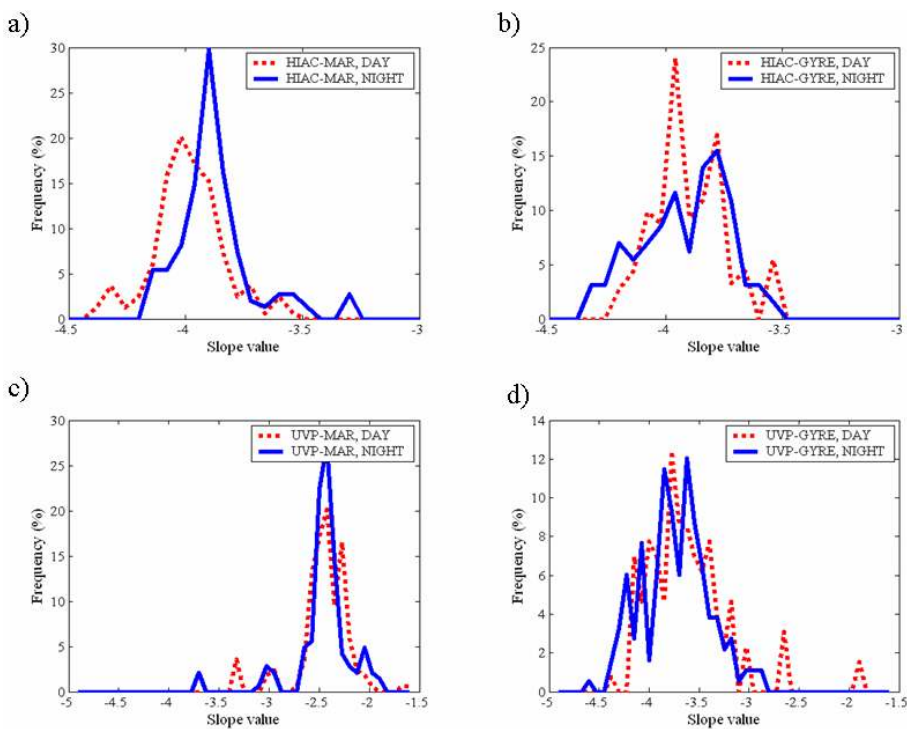 a)
30
25
20
15
10
5
0
Frequency (%)
HIAC-MAR, DAY
HIAC-MAR, NIGHT
-4.5
-4
-3.5
-3
Slope value
b)
25
20
15
10
5
0
Frequency (%)
HIAC-GYRE, DAY
HIAC-GYRE, NIGHT
-4.5
-4
-3.5
-3
Slope value
c)
30
25
20
15
10
5
0
Frequency (%)
UVP-MAR, DAY
UVP-MAR, NIGHT
-5
-4.5
-4
-3.5
-3
-2.5
-2
-1.5
Slope value
d)
14
12
10
8
6
4
2
0
Frequency (%)
UVP-GYRE, DAY
UVP-GYRE, NIGHT
-5
-4.5
-4
-3.5
-3
-2.5
-2
-1.5
Slope value